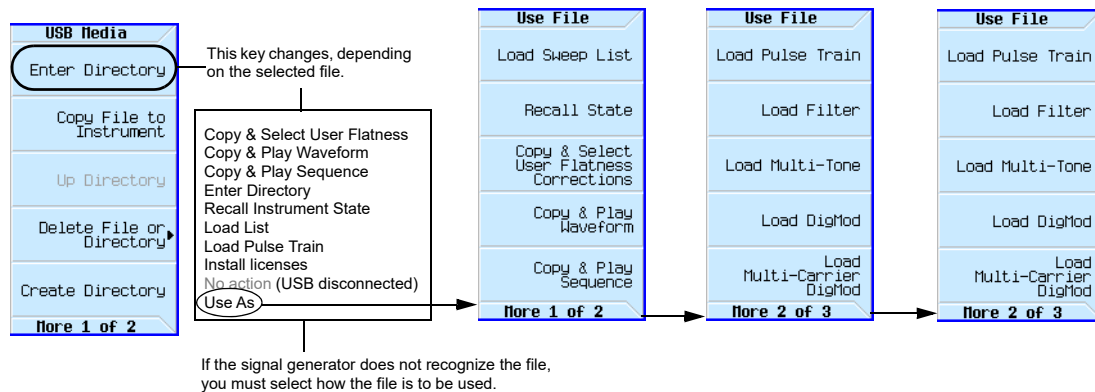 USB Media
Enter Directory
Copy File to
Instrument
Up Directory
Delete File or
Directory
Create Directory
More 1 of 2
This key changes, depending
on the selected file.
Copy & Select User Flatness
Copy & Play Waveform
Copy & Play Sequence
Enter Directory
Recall Instrument State
Load List
Load Pulse Train
Install licenses
No action (USB disconnected)
Use As
If the signal generator does not recognize the file,
you must select how the file is to be used.
Use File
Load Sweep List
Recall State
Copy & Select
User Flatness
Corrections
Copy & Play
Waveform
Copy & Play
Sequence
More 1 of 2
Use File
Load Pulse Train
Load Filter
Load Multi-Tone
Load DigMod
Load
Multi-Carrier
DigMod
More 2 of 3
Use File
Load Pulse Train
Load Filter
Load Multi-Tone
Load DigMod
Load
Multi-Carrier
DigMod
More 2 of 3